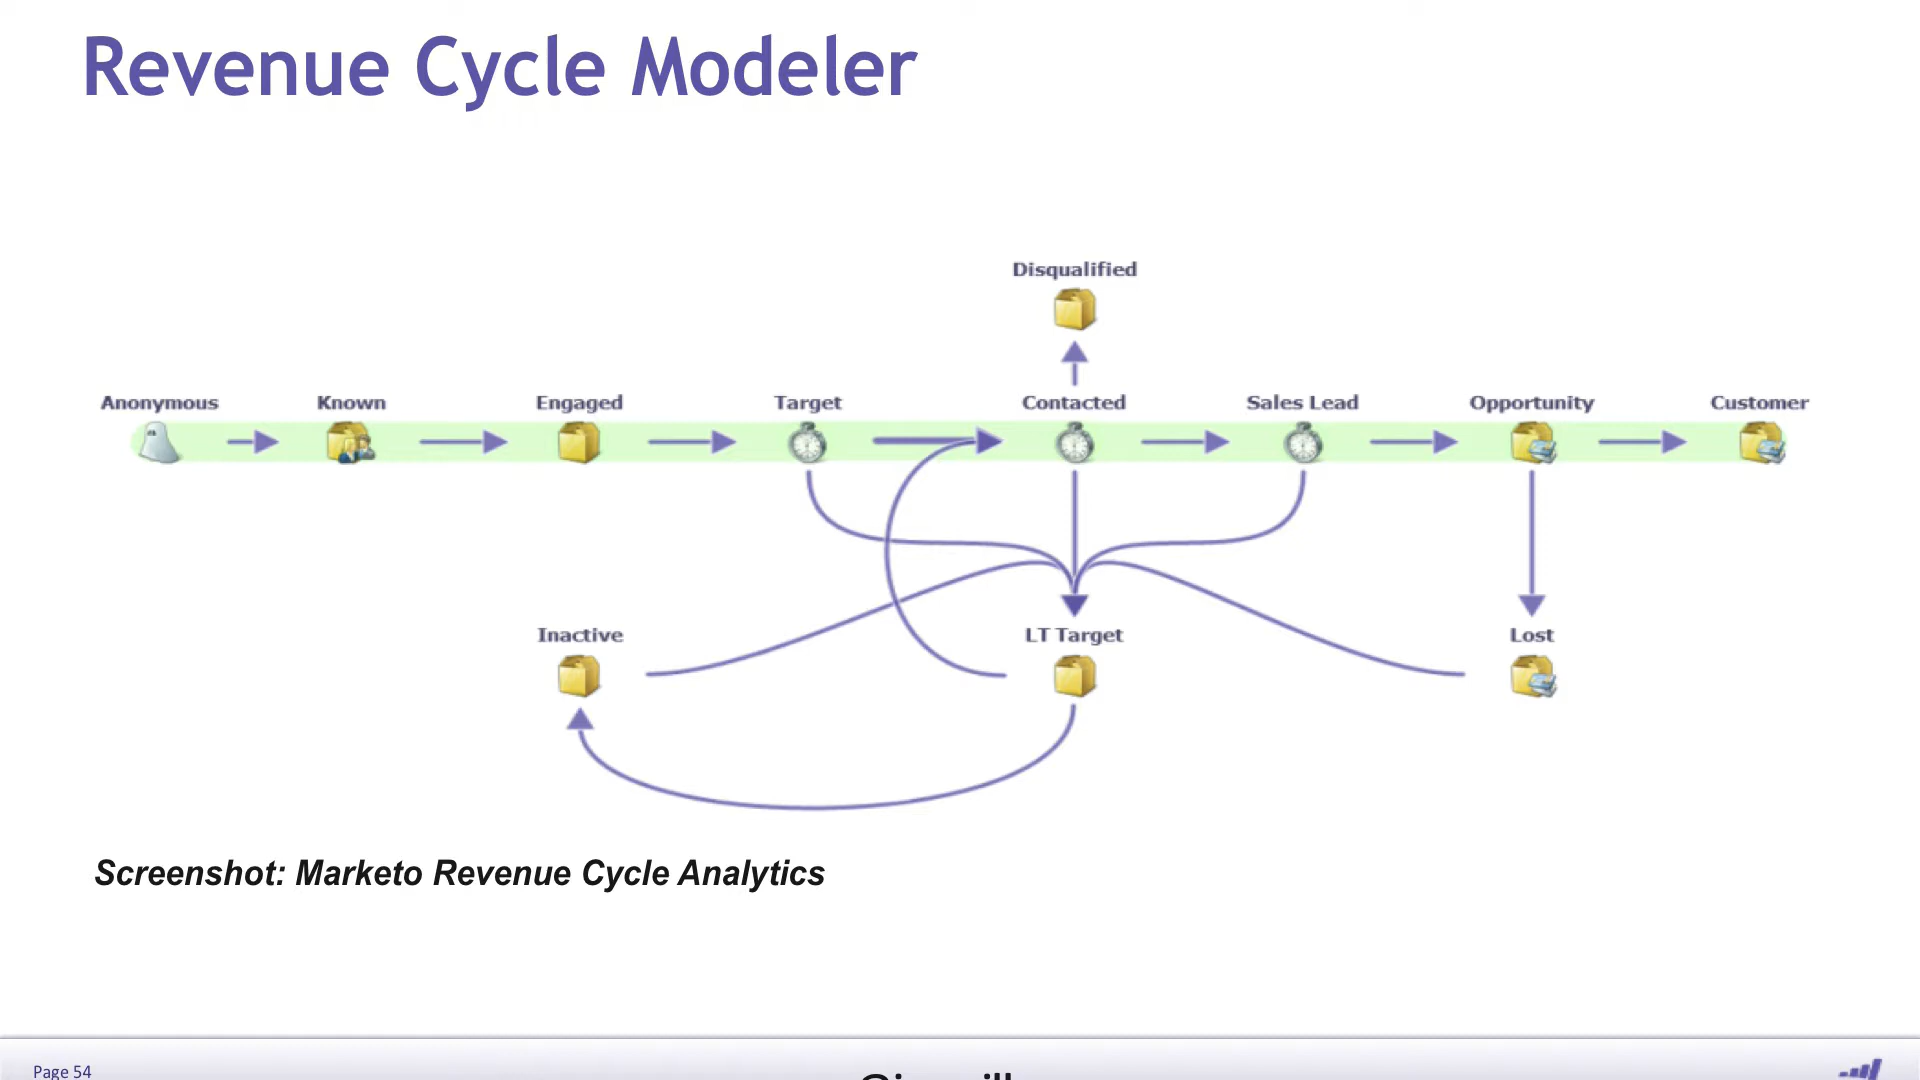 Revenue Cycle Modeler
Disqualified
Anonymous Known Engaged Target Contacted Sales Lead Opportunity Customer
Inactive LT Target Lost
Screenshot: Marketo Revenue Cycle Analytics
Page 54